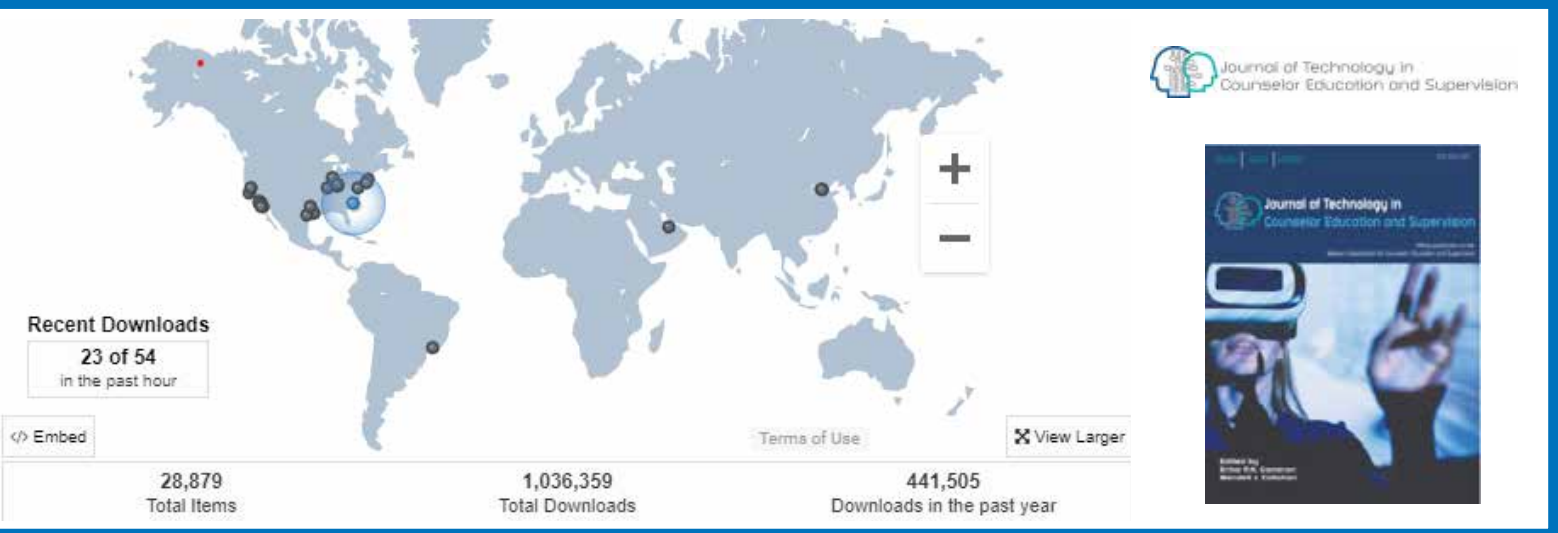 Recent Downloads
23 of 54
in the past hour
</> Embed
Terms of Use
View Larger
28,879
Total Items
1,036,359
Total Downloads
441,505
Downloads in the past year
Journal of Technology in
Counselor Education and Supervision
Journal of Technology in
Counselor Education and Supervision
Edited by